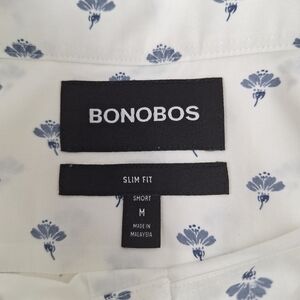 BONOBOS
SLIM FIT
SHORT
M
MADE IN
MALAYSIA